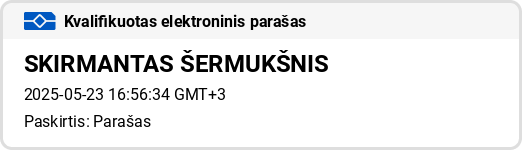 Kvalifikuotas elektroninis parašas
SKIRMANTAS ŠERMUKŠNIS
2025-05-23 16:56:34 GMT+3
Paskirtis: Parašas